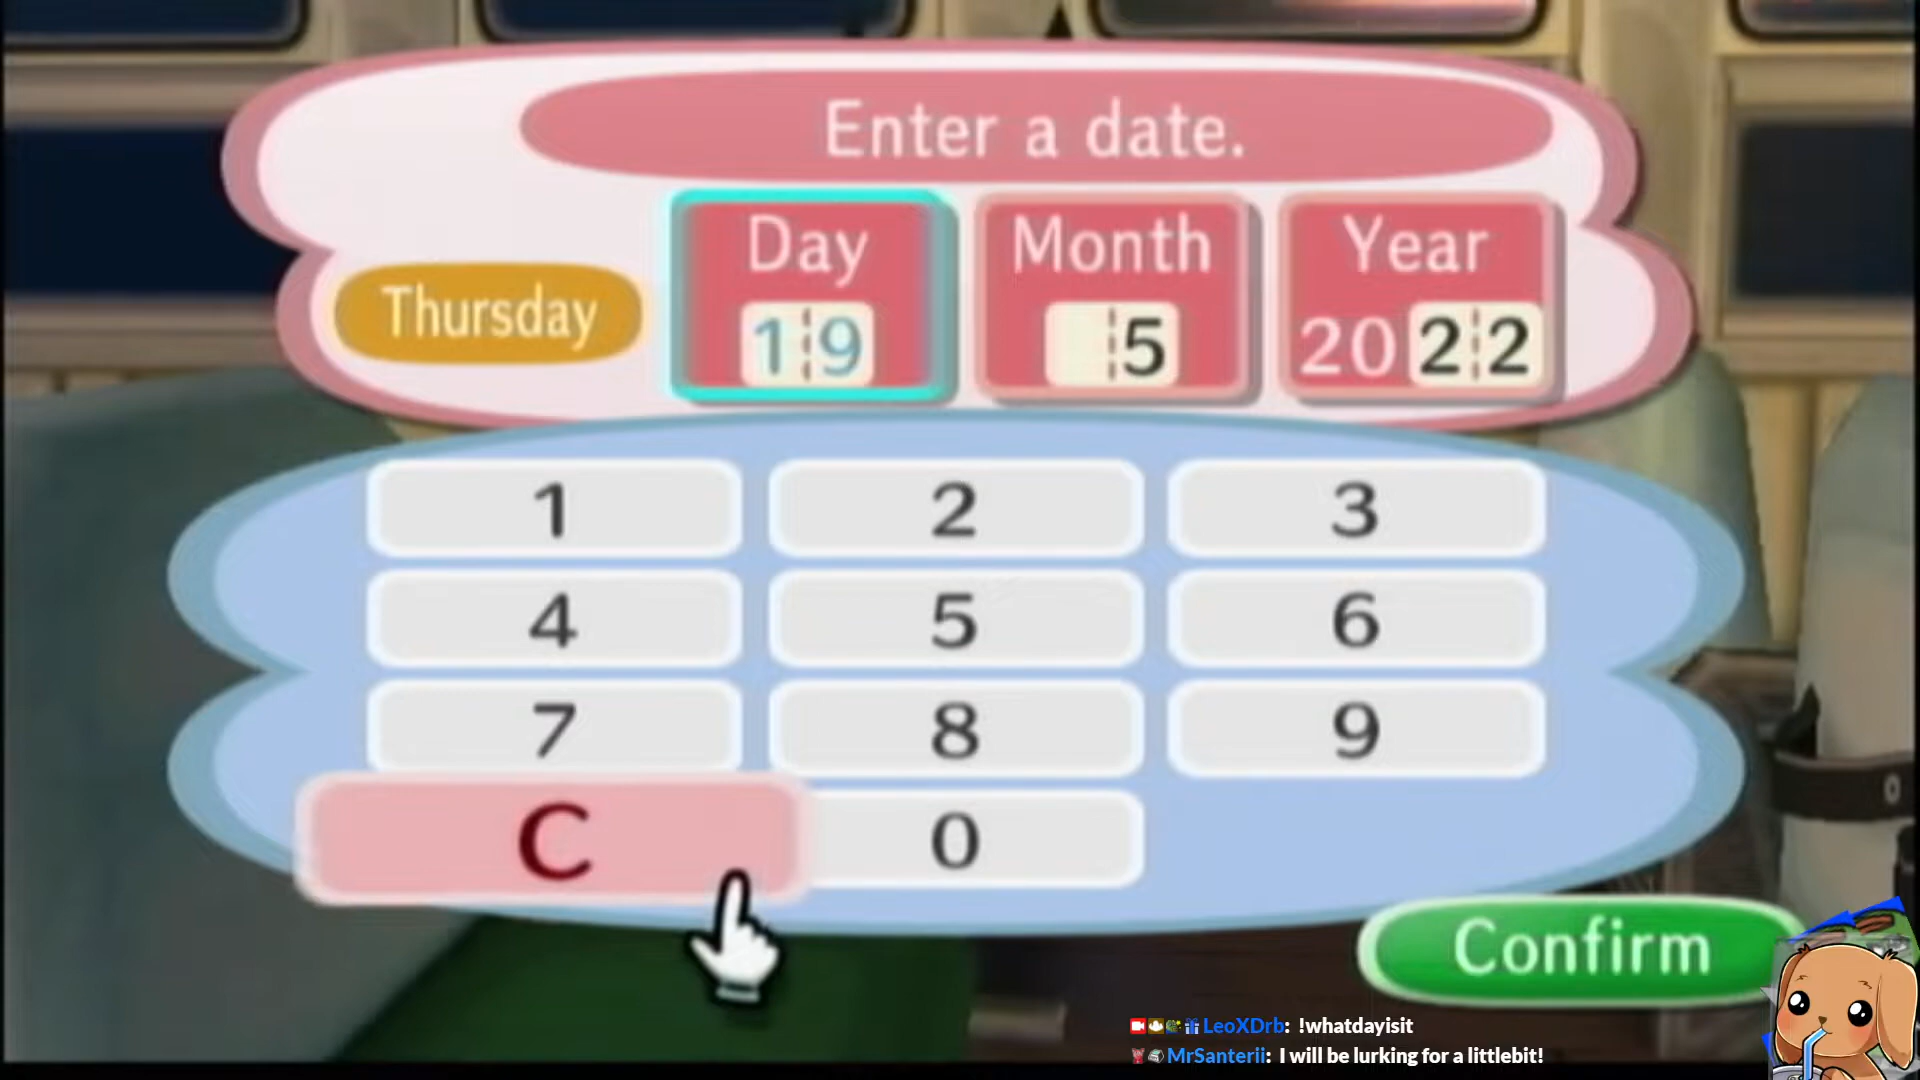 Enter a date.
Day Month Year
Thursday 19 5 2022
1 2 3
4 5 6
7 8 9
C 0
0
Confirm
LeoXDrb: !whatdayisit
MrSanterii: I will be lurking for a littlebit!